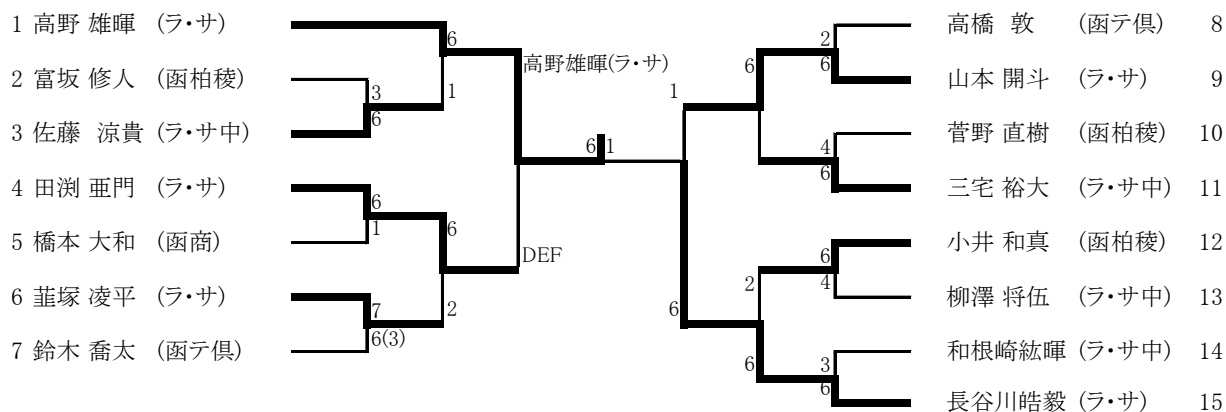 1 高野 雄暉 (ラ・サ)
2 富坂 修人 (函柏稜)
3 佐藤 涼貴 (ラ・サ中)
4 田渕 亜門 (ラ・サ)
5 橋本 大和 (函商)
6 韮塚 凌平 (ラ・サ)
7 鈴木 喬太 (函テ倶)
6
1
3
6
6
1
6
2
7
6(3)
高野雄暉(ラ・サ)
DEF
6 1
1
6
6
2
6
2
6
4
6
6
4
3
6
高橋 敦 (函テ倶) 8
山本 開斗 (ラ・サ) 9
菅野 直樹 (函柏稜) 10
三宅 裕大 (ラ・サ中) 11
小井 和真 (函柏稜) 12
柳澤 将伍 (ラ・サ中) 13
和根崎紘暉 (ラ・サ中) 14
長谷川皓毅 (ラ・サ) 15